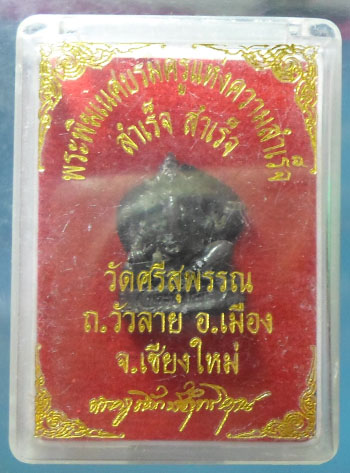 พระพิฆเนศบรมครูแห่งความสำเร็จ
สำเร็จ สำเร็จ
วัดศรีสุพรรณ
ถ.วัวลาย อ.เมือง
จ.เชียงใหม่